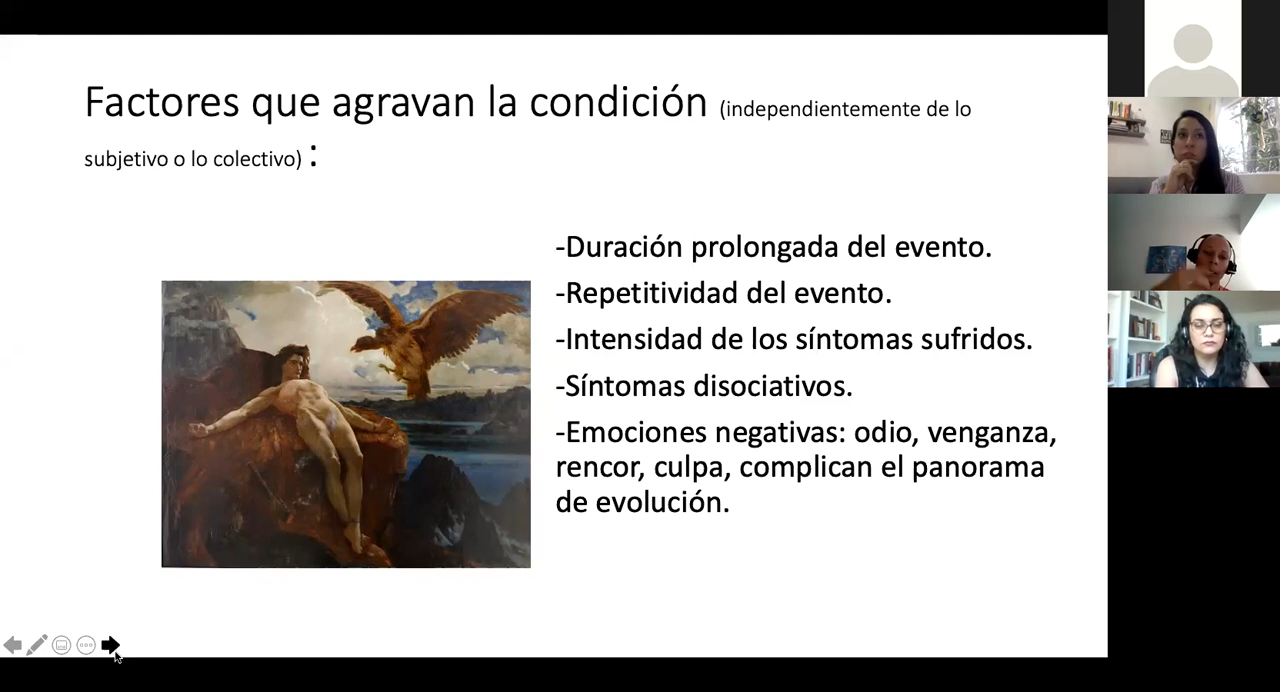 Factores que agravan la condición (independientemente de lo
subjetivo o lo colectivo) :
-Duración prolongada del evento.
-Repetitividad del evento.
-Intensidad de los síntomas sufridos.
-Síntomas disociativos.
-Emociones negativas: odio, venganza,
rencor, culpa, complican el panorama
de evolución.